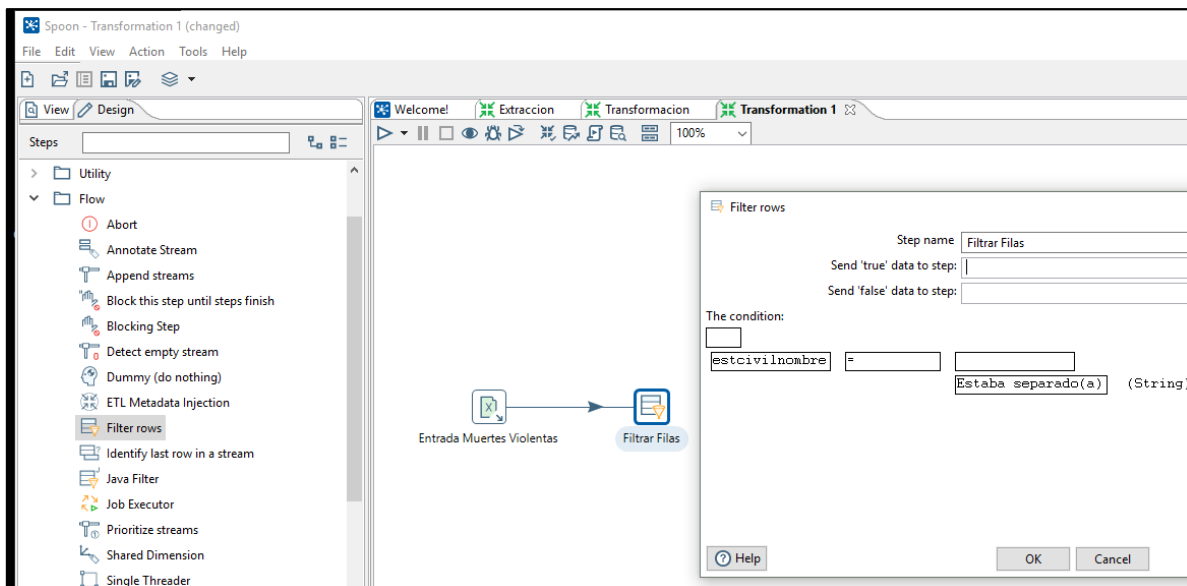 Spoon - Transformation 1 (changed)
File Edit View Action Tools Help
View Design
Steps
Utility
Flow
Abort
Annotate Stream
Append streams
Block this step until steps finish
Blocking Step
Detect empty stream
Dummy (do nothing)
ETL Metadata Injection
Filter rows
Identify last row in a stream
Java Filter
Job Executor
Prioritize streams
Shared Dimension
Single Threader
Welcome! Extraccion Transformacion Transformation 1
100%
Entrada Muertes Violentas
Filtrar Filas
Filter rows
Step name Filtrar Filas
Send 'true' data to step:
Send 'false' data to step:
The condition:
estcivilnombre =
Estaba separado(a) (String)
Help OK Cancel